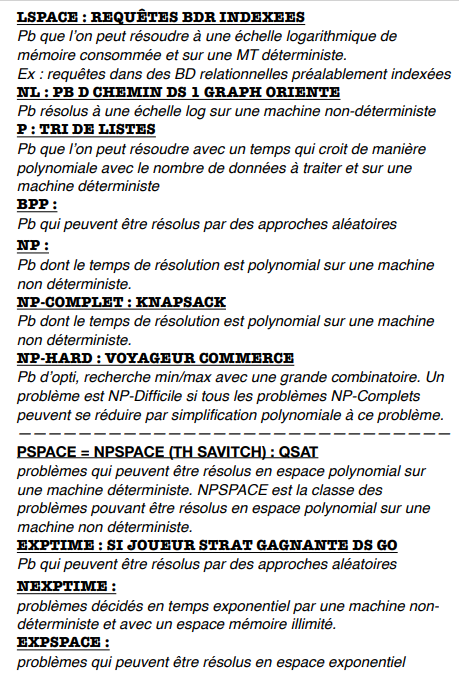 LSPACE : REQUÊTES BDR INDEXEES
Pb que l'on peut résoudre à une échelle logarithmique de
mémoire consommée et sur une MT déterministe.
Ex : requêtes dans des BD relationnelles préalablement indexées
NL : PB D CHEMIN DS 1 GRAPH ORIENTE
Pb résolus à une échelle log sur une machine non-déterministe
P : TRI DE LISTES
Pb que l'on peut résoudre avec un temps qui croit de manière
polynomiale avec le nombre de données à traiter et sur une
machine déterministe
BPP :
Pb qui peuvent être résolus par des approches aléatoires
NP :
Pb dont le temps de résolution est polynomial sur une machine
non déterministe.
NP-COMPLET : KNAPSACK
Pb dont le temps de résolution est polynomial sur une machine
non déterministe.
NP-HARD : VOYAGEUR COMMERCE
Pb d'opti, recherche min/max avec une grande combinatoire. Un
problème est NP-Difficile si tous les problèmes NP-Complets
peuvent se réduire par simplification polynomiale à ce problème.
———————————————————————————————
PSPACE = NPSPACE (TH SAVITCH) : QSAT
problèmes qui peuvent être résolus en espace polynomial sur
une machine déterministe. NPSPACE est la classe des
problèmes pouvant être résolus en espace polynomial sur une
machine non déterministe.
EXPTIME : SI JOUEUR STRAT GAGNANTE DS GO
Pb qui peuvent être résolus par des approches aléatoires
NEXPTIME :
problèmes décidés en temps exponentiel par une machine non-
déterministe et avec un espace mémoire illimité.
EXPSPACE :
problèmes qui peuvent être résolus en espace exponentiel